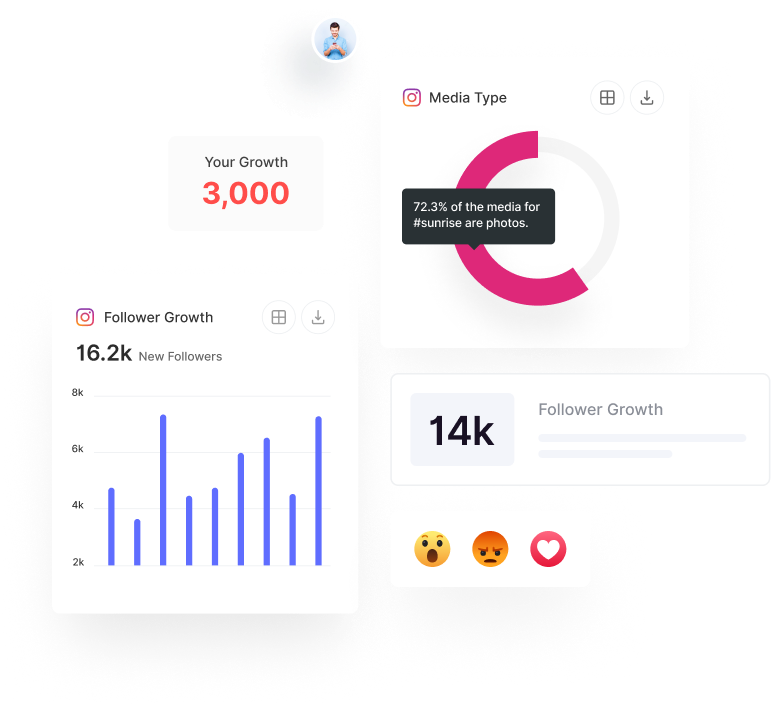 Media Type
72.3% of the media for
#sunrise are photos.
Your Growth
3,000
Follower Growth
16.2k New Followers
8k
6k
4k
2k
14k
Follower Growth